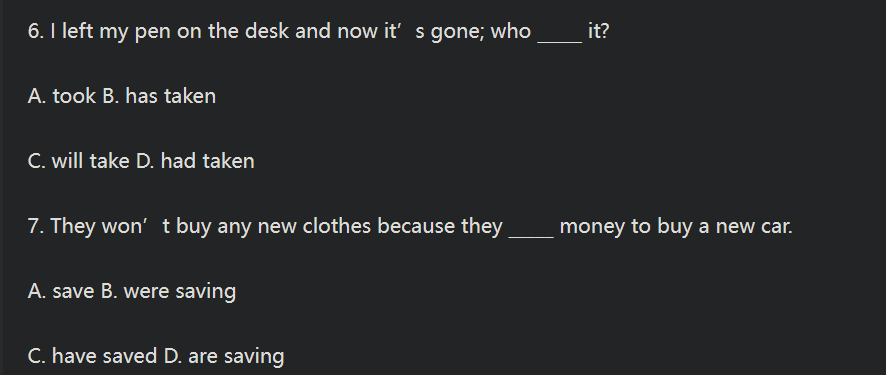 6. I left my pen on the desk and now it’ s gone; who _____ it?
A. took B. has taken
C. will take D. had taken
7. They won’ t buy any new clothes because they _____ money to buy a new car.
A. save B. were saving
C. have saved D. are saving